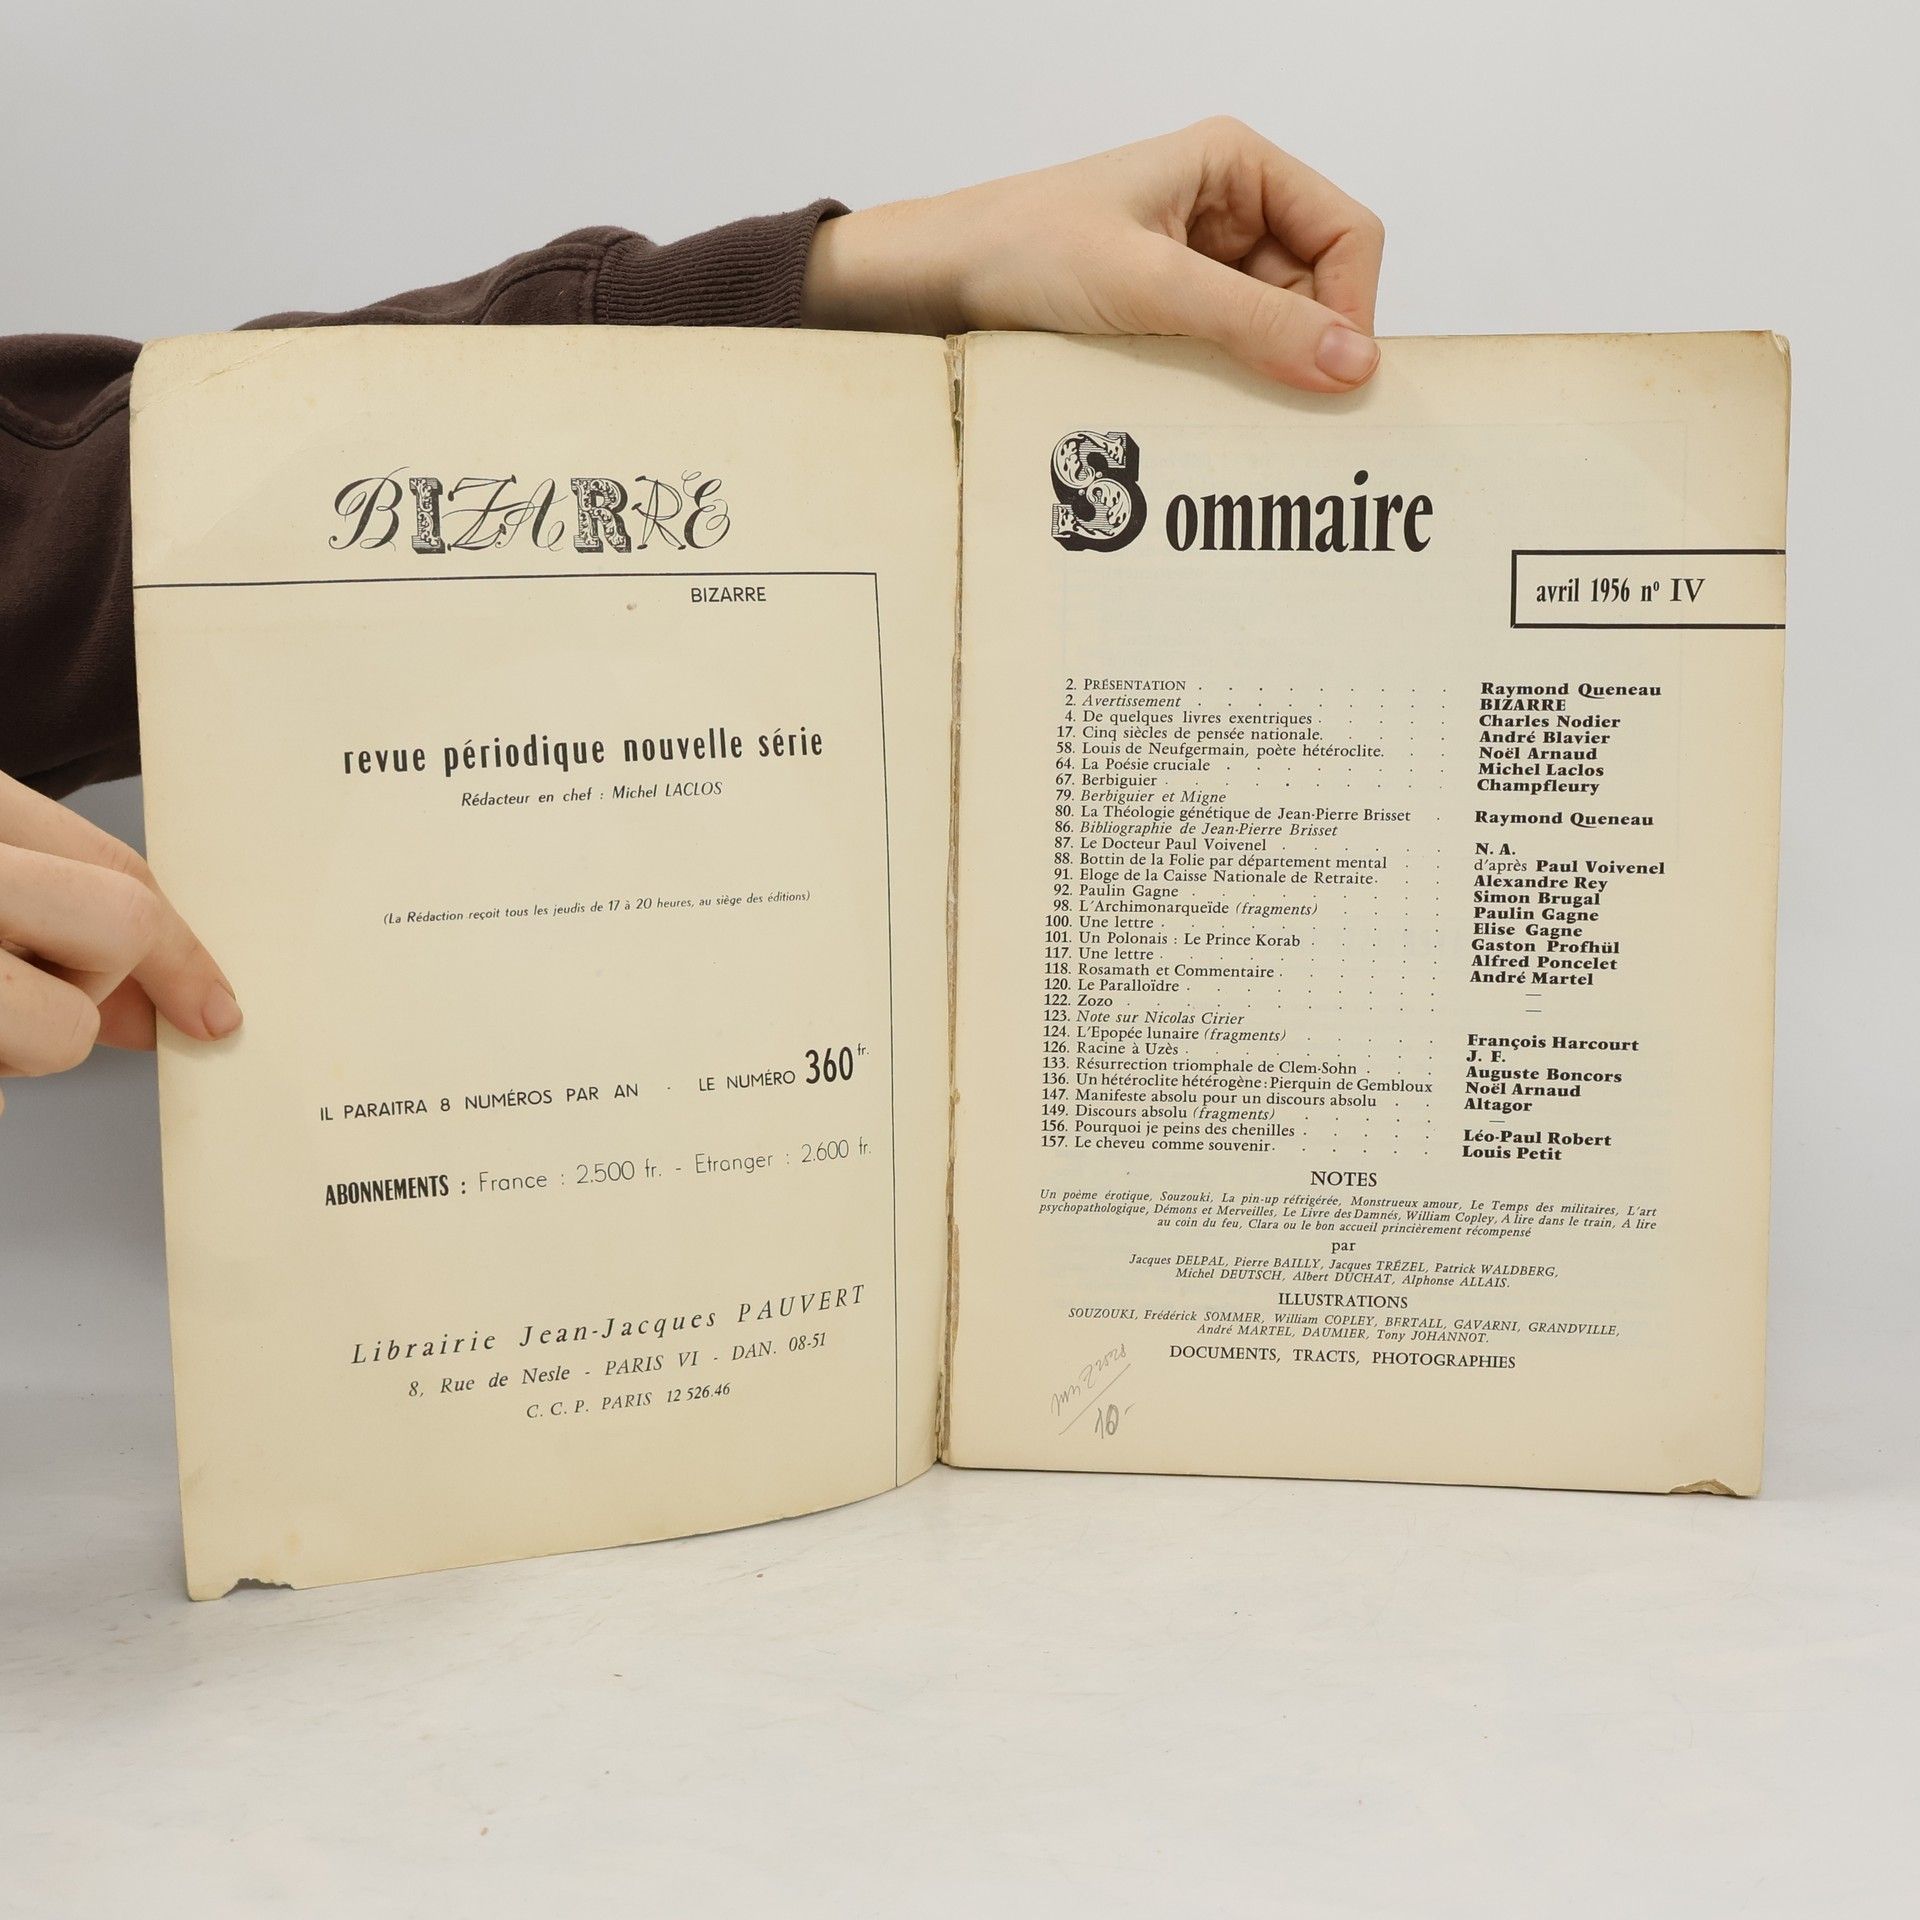 BIZARRE
BIZARRE
revue périodique nouvelle série
Rédacteur en chef : Michel LACLOS
(La Rédaction reçoit tous les jeudis de 17 à 20 heures, au siège des éditions)
IL PARAITRA 8 NUMÉROS PAR AN - LE NUMÉRO 360 fr.
ABONNEMENTS : France : 2.500 fr. - Etranger : 2.600 fr.
Librairie Jean-Jacques PAUVERT
8, Rue de Nesle - PARIS VI - DAN. 08-51
C. C. P. PARIS 12 526.46
Sommaire
avril 1956 nº IV
2. PRÉSENTATION . . . . . . . . . Raymond Queneau
2. Avertissement . . . . . . . . . BIZARRE
4. De quelques livres exentriques . . . . . Charles Nodier
17. Cinq siècles de pensée nationale. . . . . André Blavier
58. Louis de Neufgermain, poète hétéroclite. . . Noël Arnaud
64. La Poésie cruciale . . . . . . . . Michel Laclos
67. Berbiguier . . . . . . . . . . Champfleury
79. Berbiguier et Migne
80. La Théologie génétique de Jean-Pierre Brisset . Raymond Queneau
86. Bibliographie de Jean-Pierre Brisset
87. Le Docteur Paul Voivenel . . . . . . N. A.
88. Bottin de la Folie par département mental . . d'après Paul Voivenel
91. Eloge de la Caisse Nationale de Retraite. . . Alexandre Rey
92. Paulin Gagne . . . . . . . . . Simon Brugal
98. L'Archimonarqueïde (fragments) . . . . Paulin Gagne
100. Une lettre . . . . . . . . . . Elise Gagne
101. Un Polonais : Le Prince Korab . . . . . Gaston Profhül
117. Une lettre . . . . . . . . . . Alfred Poncelet
118. Rosamath et Commentaire . . . . . . André Martel
120. Le Paralloïdre . . . . . . . . . —
122. Zozo . . . . . . . . . . . —
123. Note sur Nicolas Cirier
124. L'Epopée lunaire (fragments) . . . . . François Harcourt
126. Racine à Uzès . . . . . . . . . J. F.
133. Résurrection triomphale de Clem-Sohn . . . Auguste Boncors
136. Un hétéroclite hétérogène : Pierquin de Gembloux Noël Arnaud
147. Manifeste absolu pour un discours absolu . . Altagor
149. Discours absolu (fragments) . . . . . —
156. Pourquoi je peins des chenilles . . . . . Léo-Paul Robert
157. Le cheveu comme souvenir. . . . . . Louis Petit
NOTES
Un poème érotique, Souzouki, La pin-up réfrigérée, Monstrueux amour, Le Temps des militaires, L'art
psychopathologique, Démons et Merveilles, Le Livre des Damnés, William Copley, A lire dans le train, A lire
au coin du feu, Clara ou le bon accueil princièrement récompensé
par
Jacques DELPAL, Pierre BAILLY, Jacques TRÉZEL, Patrick WALDBERG,
Michel DEUTSCH, Albert DUCHAT, Alphonse ALLAIS.
ILLUSTRATIONS
SOUZOUKI, Frédérick SOMMER, William COPLEY, BERTALL, GAVARNI, GRANDVILLE,
André MARTEL, DAUMIER, Tony JOHANNOT.
DOCUMENTS, TRACTS, PHOTOGRAPHIES
10-